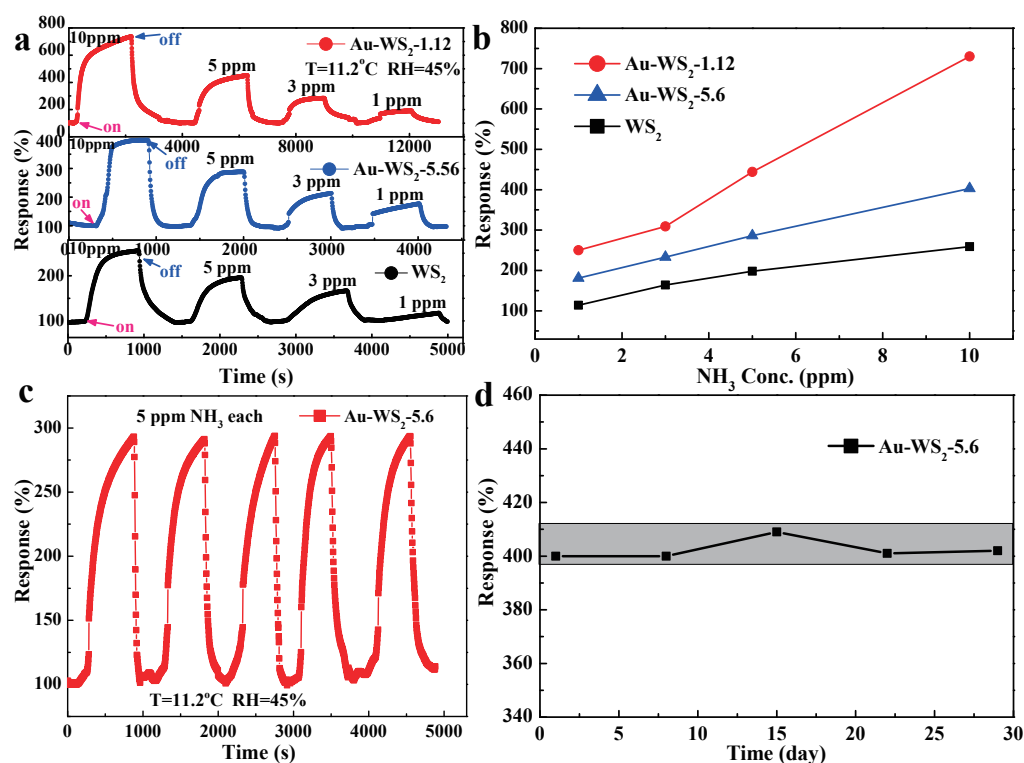 a
800
600
400
200
0
10ppm
off
on
5 ppm
3 ppm
1 ppm
Au-WS₂-1.12
T=11.2°C RH=45%
0 4000 8000 12000
400
300
200
100
10ppm
off
on
5 ppm
3 ppm
1 ppm
Au-WS₂-5.56
0 1000 2000 3000 4000
200
100
10ppm
off
on
5 ppm
3 ppm
1 ppm
WS₂
0 1000 2000 3000 4000 5000
Time (s)
Response (%)
b
800
700
600
500
400
300
200
100
Response (%)
Au-WS₂-1.12
Au-WS₂-5.6
WS₂
0 2 4 6 8 10
NH₃ Conc. (ppm)
c
300
250
200
150
100
Response (%)
5 ppm NH₃ each
Au-WS₂-5.6
T=11.2°C RH=45%
0 1000 2000 3000 4000 5000
Time (s)
d
460
440
420
400
380
360
340
Response (%)
Au-WS₂-5.6
0 5 10 15 20 25 30
Time (day)